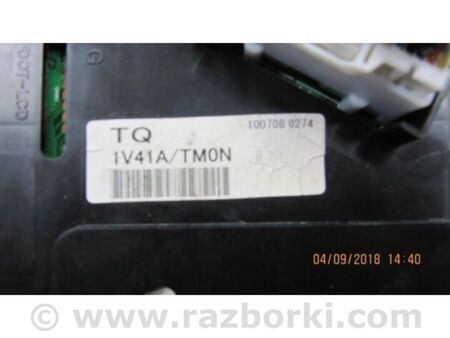 DOT-LCD
G
100708 0274
TQ
1V41A/TM0N
04/09/2018 14:40
www.razborki.com